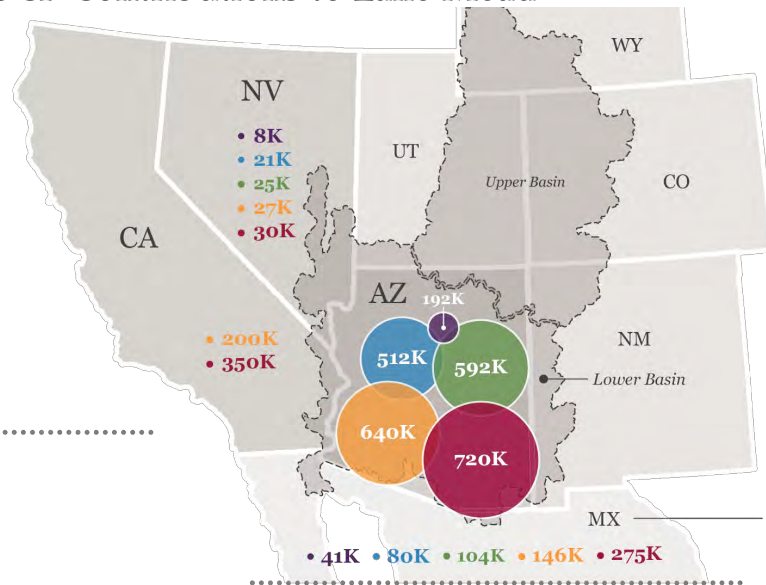 WY
NV
• 8K
• 21K
• 25K
• 27K
• 30K
UT
Upper Basin
CO
CA
AZ
192K
• 200K
• 350K
512K
592K
NM
Lower Basin
640K
720K
MX
• 41K • 80K • 104K • 146K • 275K